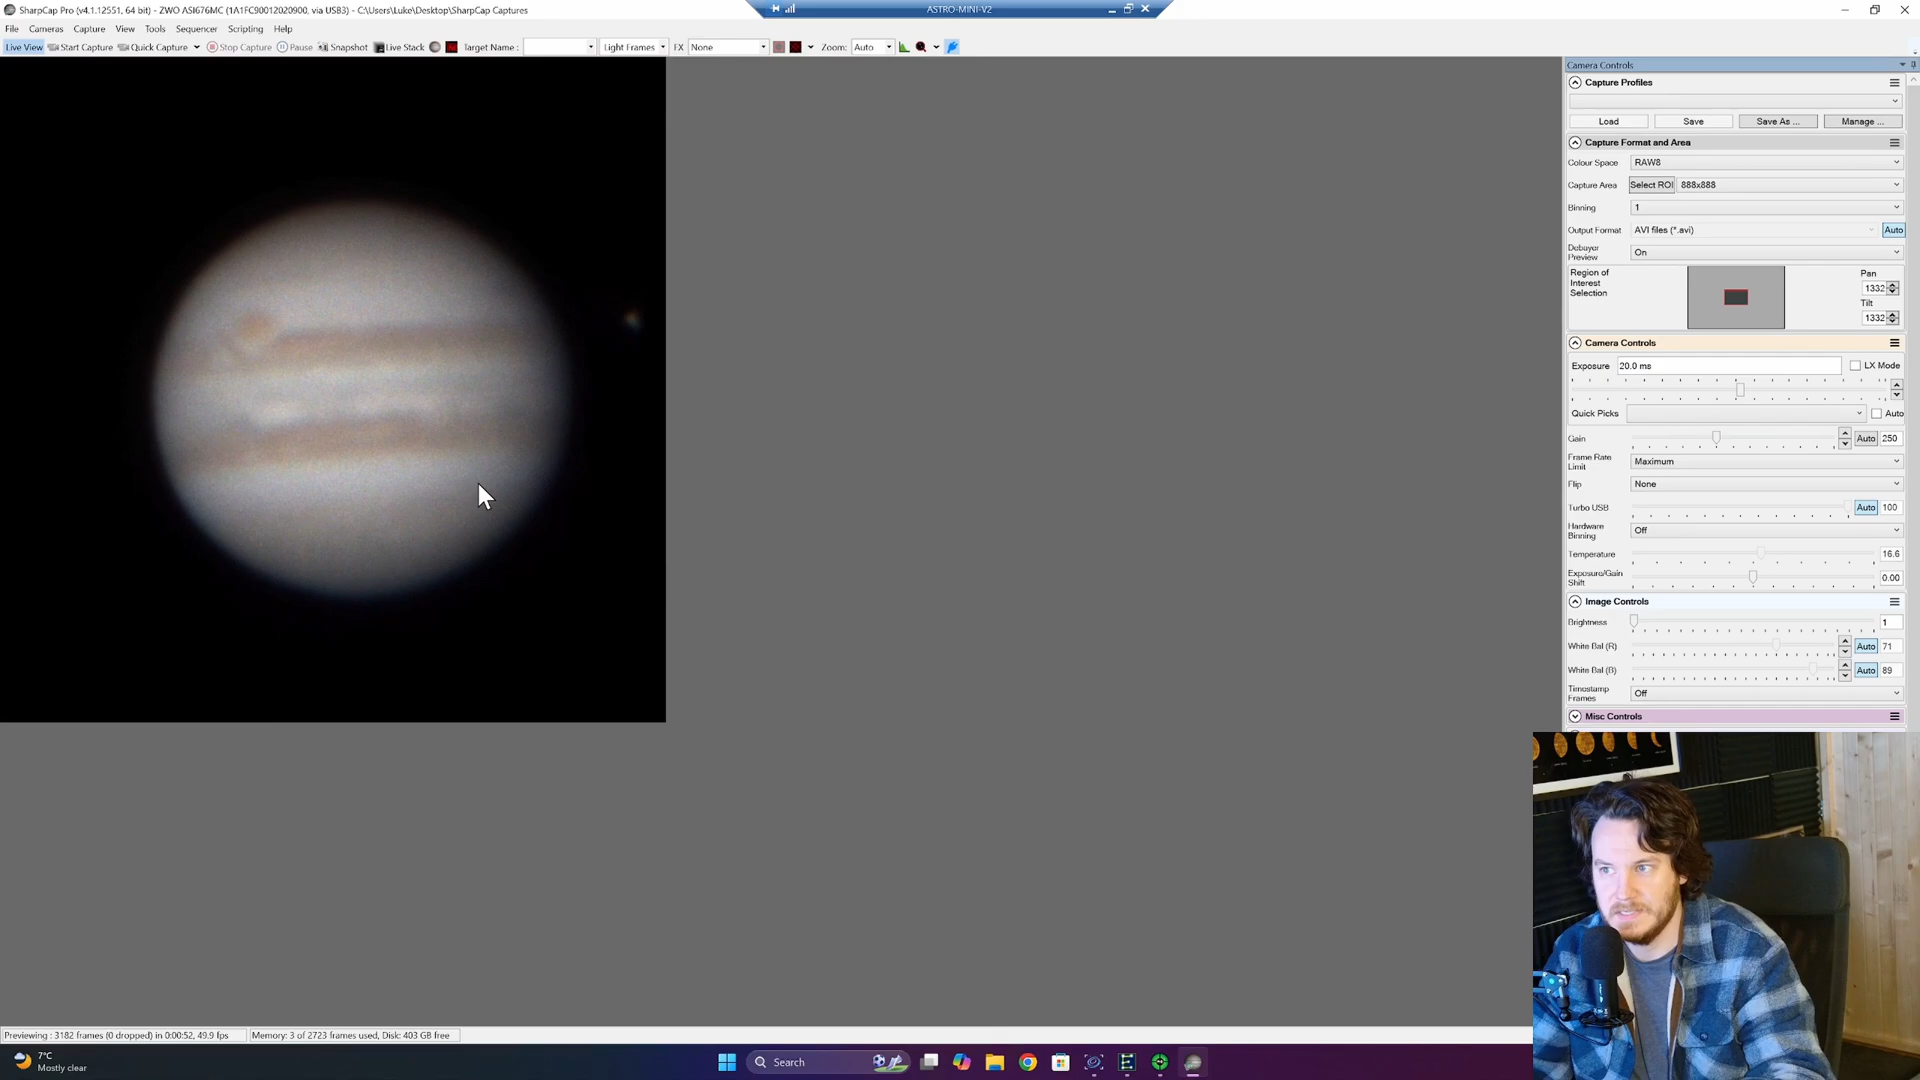 SharpCap Pro (v4.1.12551, 64 bit) - ZWO ASI676MC (1A1FC90012020900, via USB3) - C:\Users\Luke\Desktop\SharpCap Captures
ASTRO-MINI-V2
File Cameras Capture View Tools Sequencer Scripting Help
Live View Start Capture Quick Capture Stop Capture Pause Snapshot Live Stack Target Name : Light Frames FX None Zoom: Auto
Camera Controls
Capture Profiles
Load Save Save As ... Manage ...
Capture Format and Area
Colour Space RAW8
Capture Area Select ROI 888x888
Binning 1
Output Format AVI files (*.avi) Auto
Debayer Preview On
Region of Interest Selection
Pan
1332
Tilt
1332
Camera Controls
Exposure 20.0 ms LX Mode
Quick Picks Auto
Gain Auto 250
Frame Rate Limit Maximum
Flip None
Turbo USB Auto 100
Hardware Binning Off
Temperature 16.6
Exposure/Gain Shift 0.00
Image Controls
Brightness 1
White Bal (R) Auto 71
White Bal (B) Auto 89
Timestamp Frames Off
Misc Controls
Previewing : 3182 frames (0 dropped) in 0:00:52, 49.9 fps Memory: 3 of 2723 frames used, Disk: 403 GB free
7°C
Mostly clear
Search